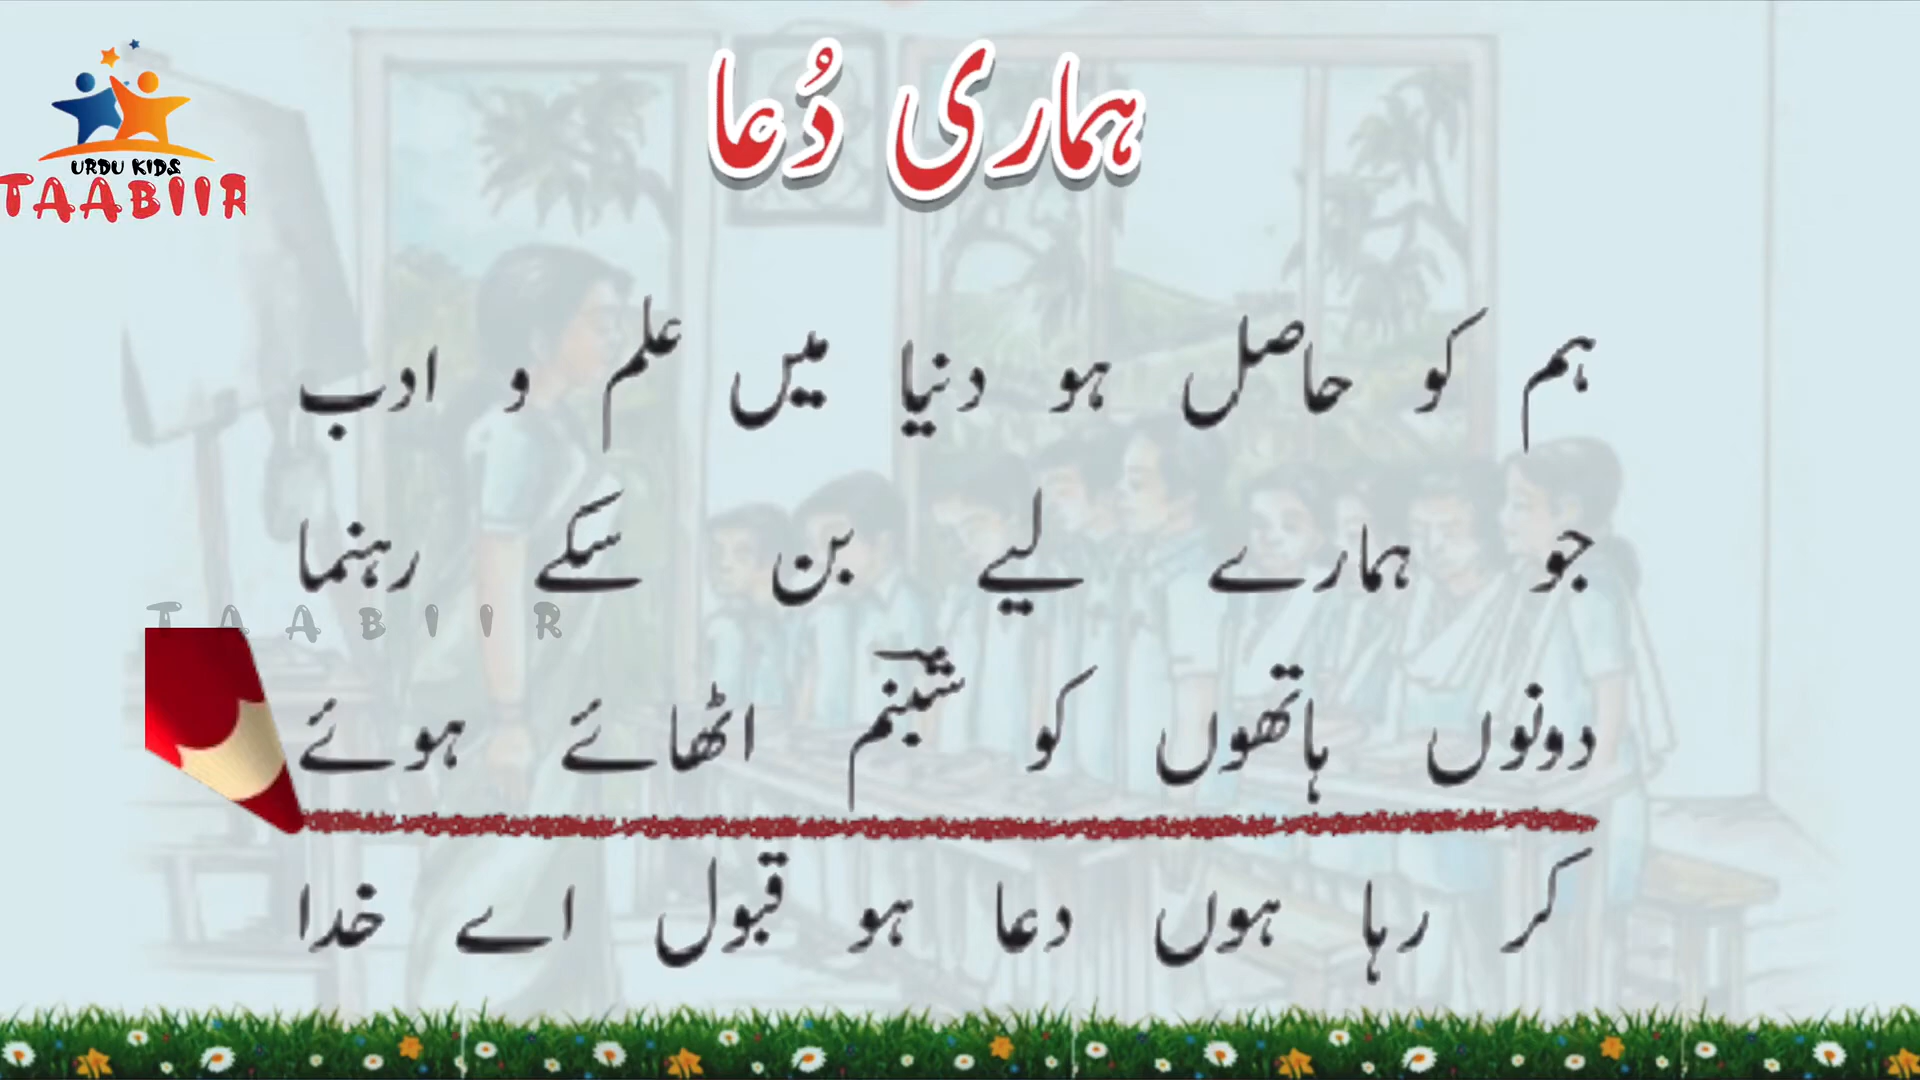 ہماری دُعا
URDU KIDS
TAABIIR
ہم کو حاصل ہو دنیا میں علم و ادب
جو ہمارے لیے بن سکے رہنما
TAABIIR
دونوں ہاتھوں کو شبنمؔ اٹھائے ہوئے
کر رہا ہوں دعا ہو قبول اے خدا